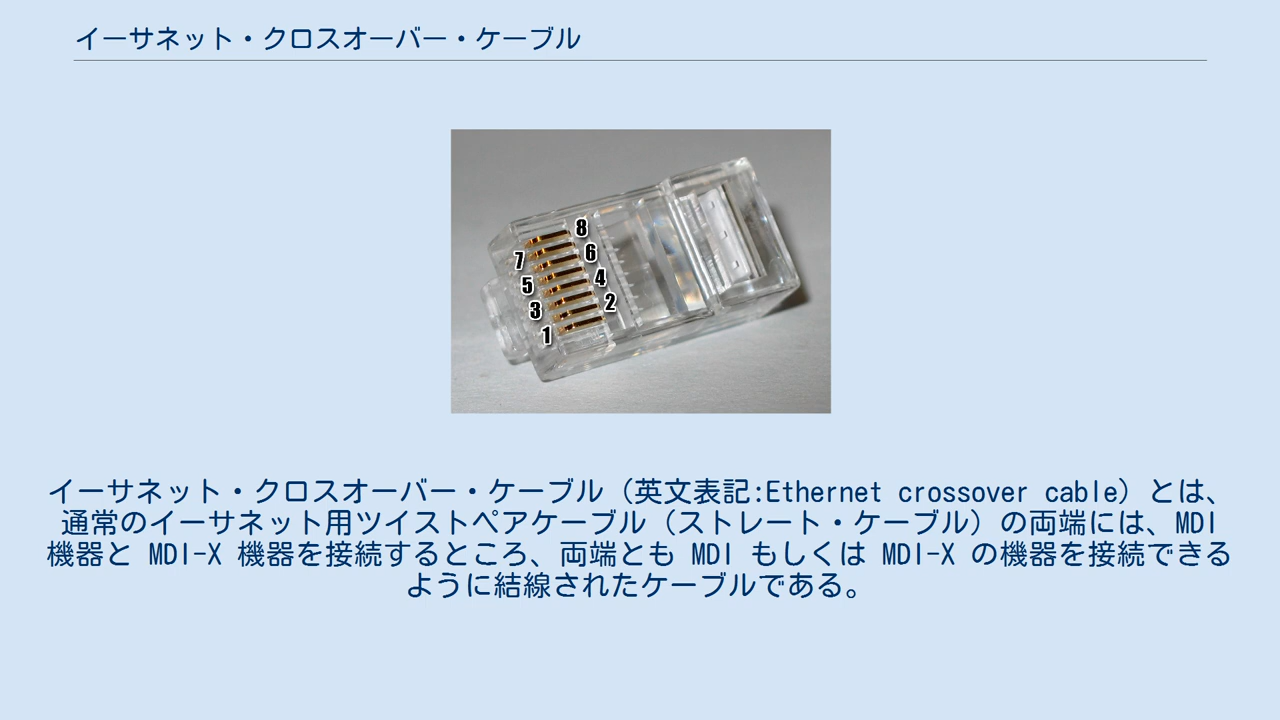 イーサネット・クロスオーバー・ケーブル
8
7
6
5
4
3
2
1
イーサネット・クロスオーバー・ケーブル（英文表記:Ethernet crossover cable）とは、
通常のイーサネット用ツイストペアケーブル（ストレート・ケーブル）の両端には、MDI
機器と MDI-X 機器を接続するところ、両端とも MDI もしくは MDI-X の機器を接続できる
ように結線されたケーブルである。